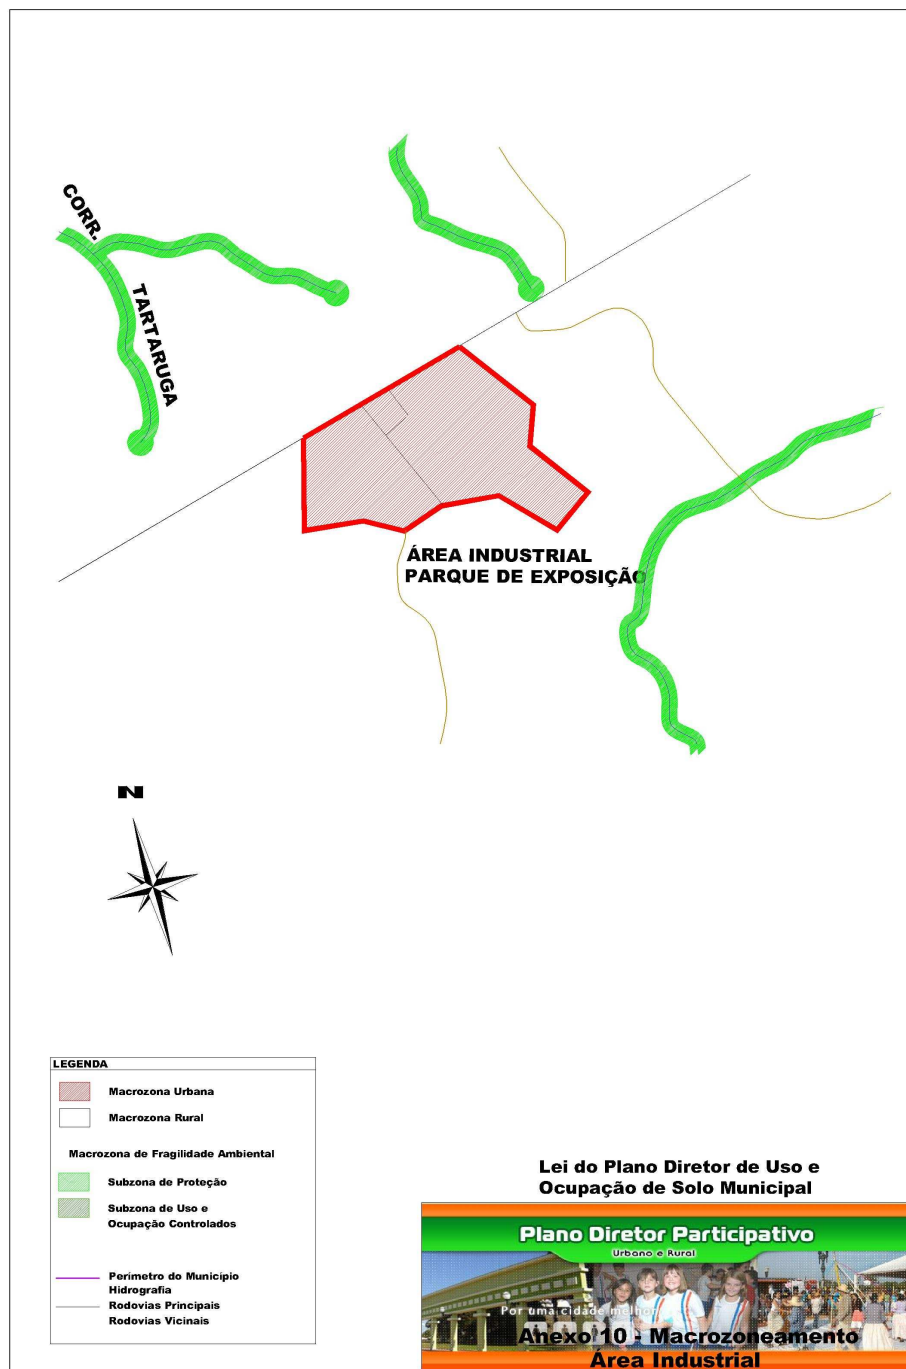 CORR.
TARTARUGA
ÁREA INDUSTRIAL
PARQUE DE EXPOSIÇÃO
N
LEGENDA
Macrozona Urbana
Macrozona Rural
Macrozona de Fragilidade Ambiental
Subzona de Proteção
Subzona de Uso e
Ocupação Controlados
Perímetro do Município
Hidrografia
Rodovias Principais
Rodovias Vicinais
Lei do Plano Diretor de Uso e
Ocupação de Solo Municipal
Plano Diretor Participativo
Urbano e Rural
Por uma cidade melhor
Anexo 10 - Macrozoneamento
Área Industrial